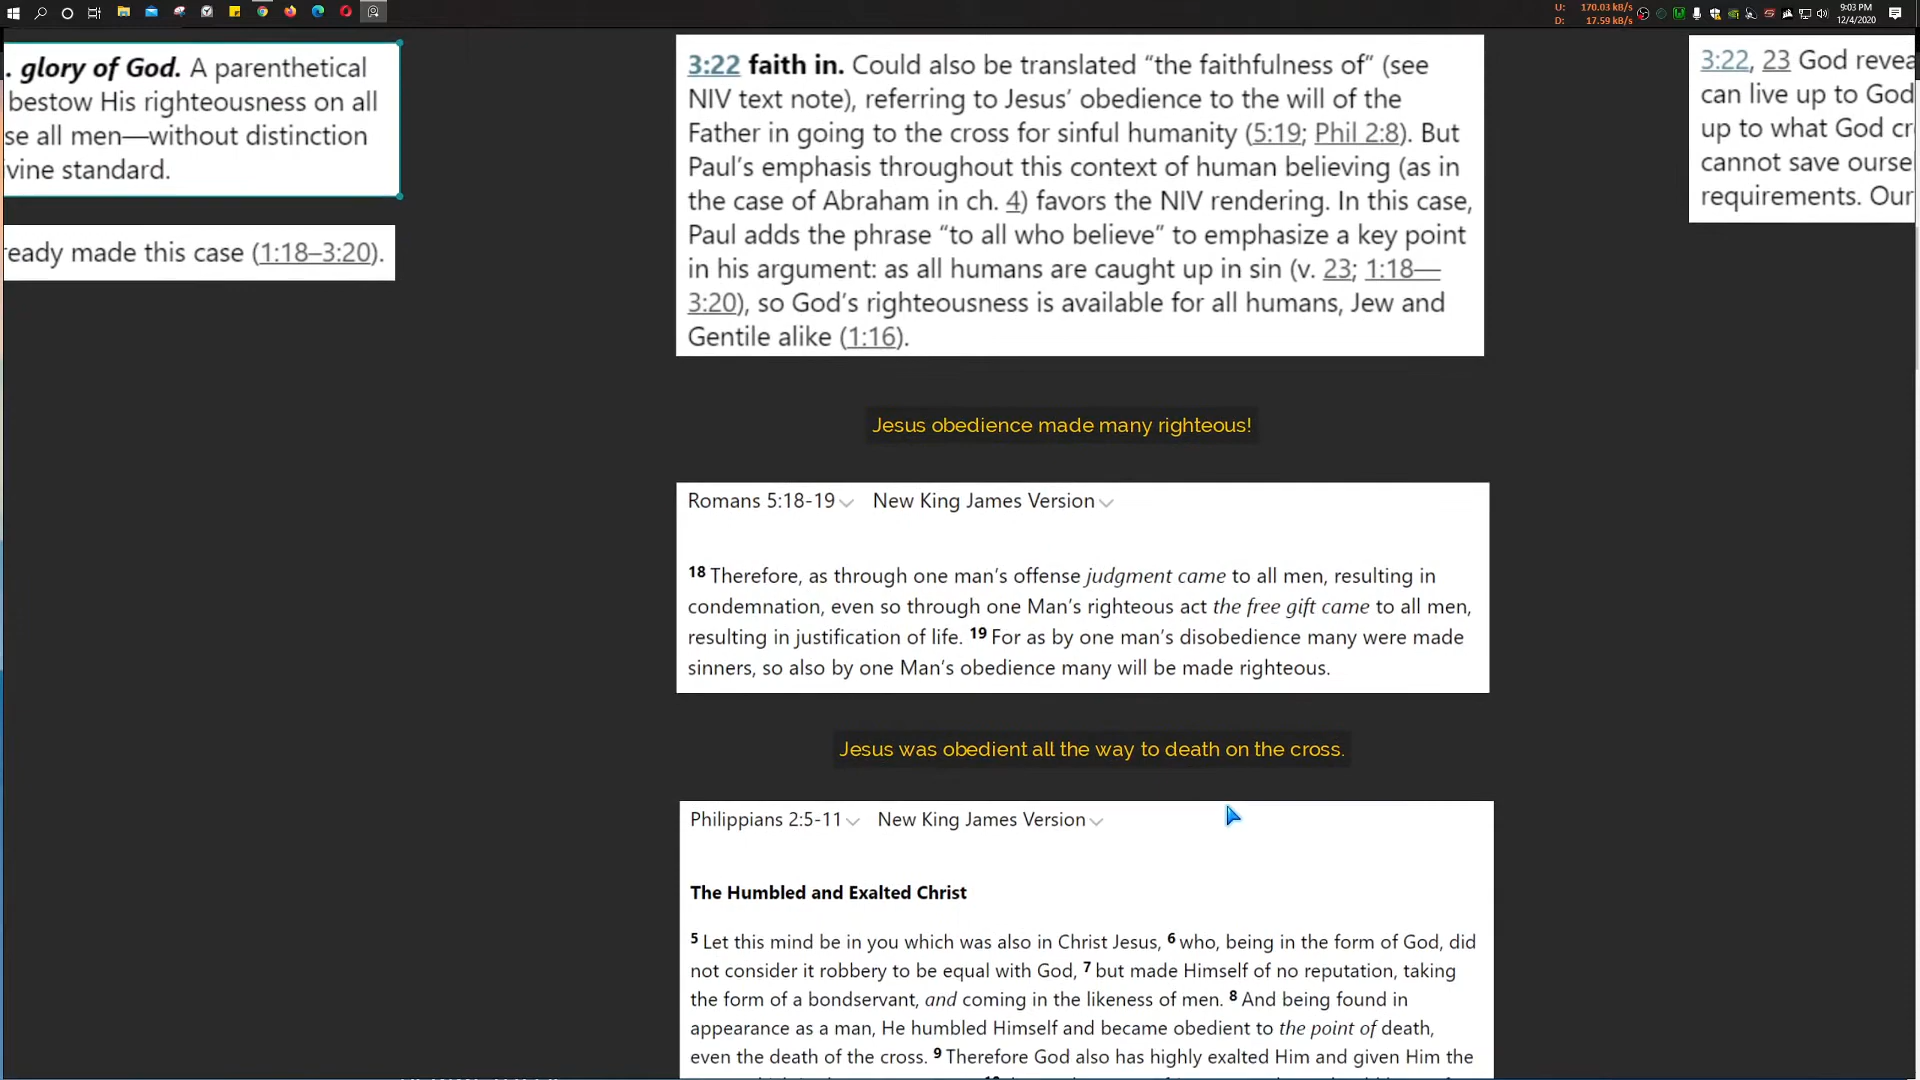 U: 170.03 kB/s
D: 17.59 kB/s
9:03 PM
12/4/2020
. glory of God. A parenthetical
bestow His righteousness on all
se all men—without distinction
vine standard.
eady made this case (1:18–3:20).
3:22 faith in. Could also be translated “the faithfulness of” (see
NIV text note), referring to Jesus’ obedience to the will of the
Father in going to the cross for sinful humanity (5:19; Phil 2:8). But
Paul’s emphasis throughout this context of human believing (as in
the case of Abraham in ch. 4) favors the NIV rendering. In this case,
Paul adds the phrase “to all who believe” to emphasize a key point
in his argument: as all humans are caught up in sin (v. 23; 1:18—
3:20), so God’s righteousness is available for all humans, Jew and
Gentile alike (1:16).
Jesus obedience made many righteous!
Romans 5:18-19 New King James Version
18 Therefore, as through one man’s offense judgment came to all men, resulting in
condemnation, even so through one Man’s righteous act the free gift came to all men,
resulting in justification of life. 19 For as by one man’s disobedience many were made
sinners, so also by one Man’s obedience many will be made righteous.
Jesus was obedient all the way to death on the cross.
Philippians 2:5-11 New King James Version
The Humbled and Exalted Christ
5 Let this mind be in you which was also in Christ Jesus, 6 who, being in the form of God, did
not consider it robbery to be equal with God, 7 but made Himself of no reputation, taking
the form of a bondservant, and coming in the likeness of men. 8 And being found in
appearance as a man, He humbled Himself and became obedient to the point of death,
even the death of the cross. 9 Therefore God also has highly exalted Him and given Him the
3:22, 23 God revea
can live up to God
up to what God cr
cannot save ourse
requirements. Our